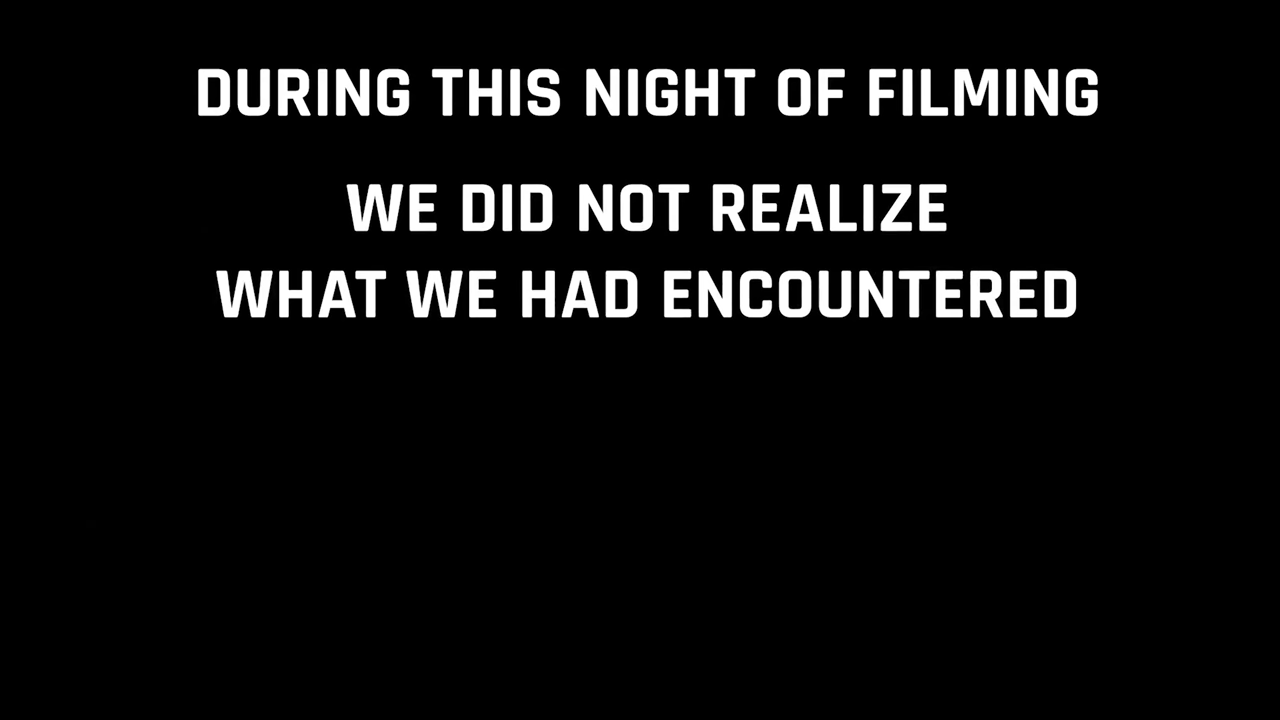 DURING THIS NIGHT OF FILMING
WE DID NOT REALIZE
WHAT WE HAD ENCOUNTERED